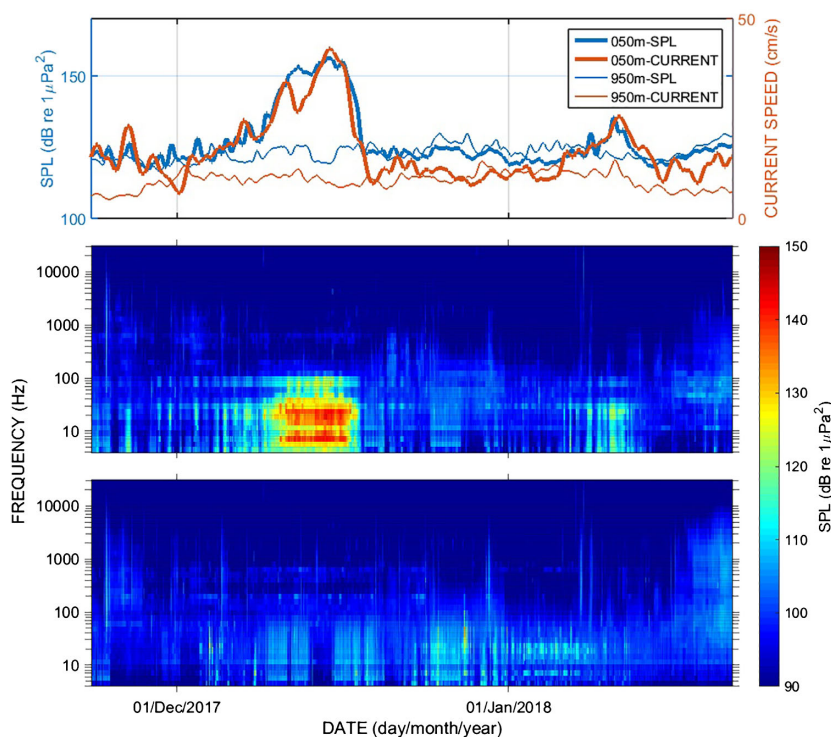 150
100
SPL (dB re 1μPa²)
50
0
CURRENT SPEED (cm/s)
050m-SPL
050m-CURRENT
950m-SPL
950m-CURRENT
10000
1000
100
10
10000
1000
100
10
FREQUENCY (Hz)
150
140
130
120
110
100
90
SPL (dB re 1μPa²)
01/Dec/2017
01/Jan/2018
DATE (day/month/year)